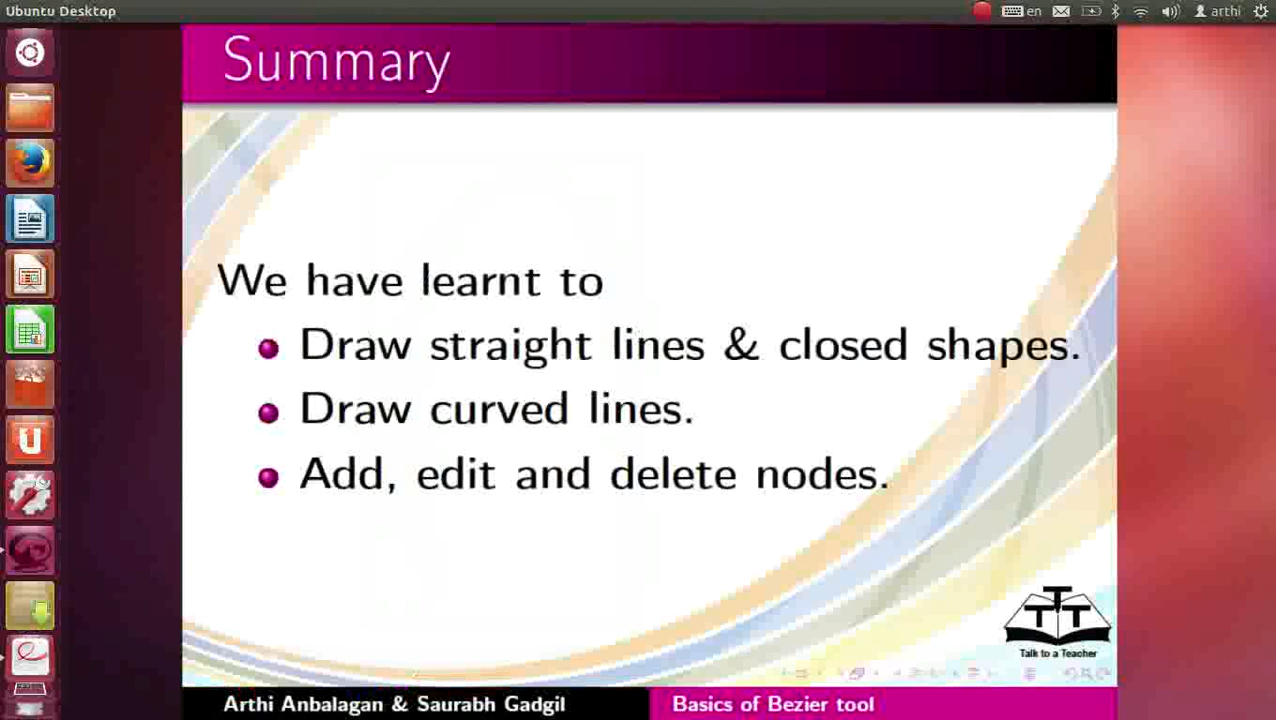 Ubuntu Desktop
en
arthi
Summary
We have learnt to
Draw straight lines & closed shapes.
Draw curved lines.
Add, edit and delete nodes.
T T T
Talk to a Teacher
Arthi Anbalagan & Saurabh Gadgil
Basics of Bezier tool